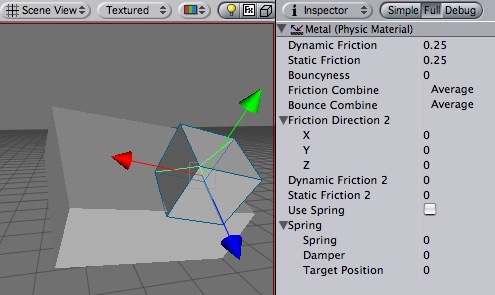 Scene View
Textured
Fx
i Inspector
Simple Full Debug
Metal (Physic Material)
Dynamic Friction 0.25
Static Friction 0.25
Bouncyness 0
Friction Combine Average
Bounce Combine Average
Friction Direction 2
X 0
Y 0
Z 0
Dynamic Friction 2 0
Static Friction 2 0
Use Spring
Spring
Spring 0
Damper 0
Target Position 0